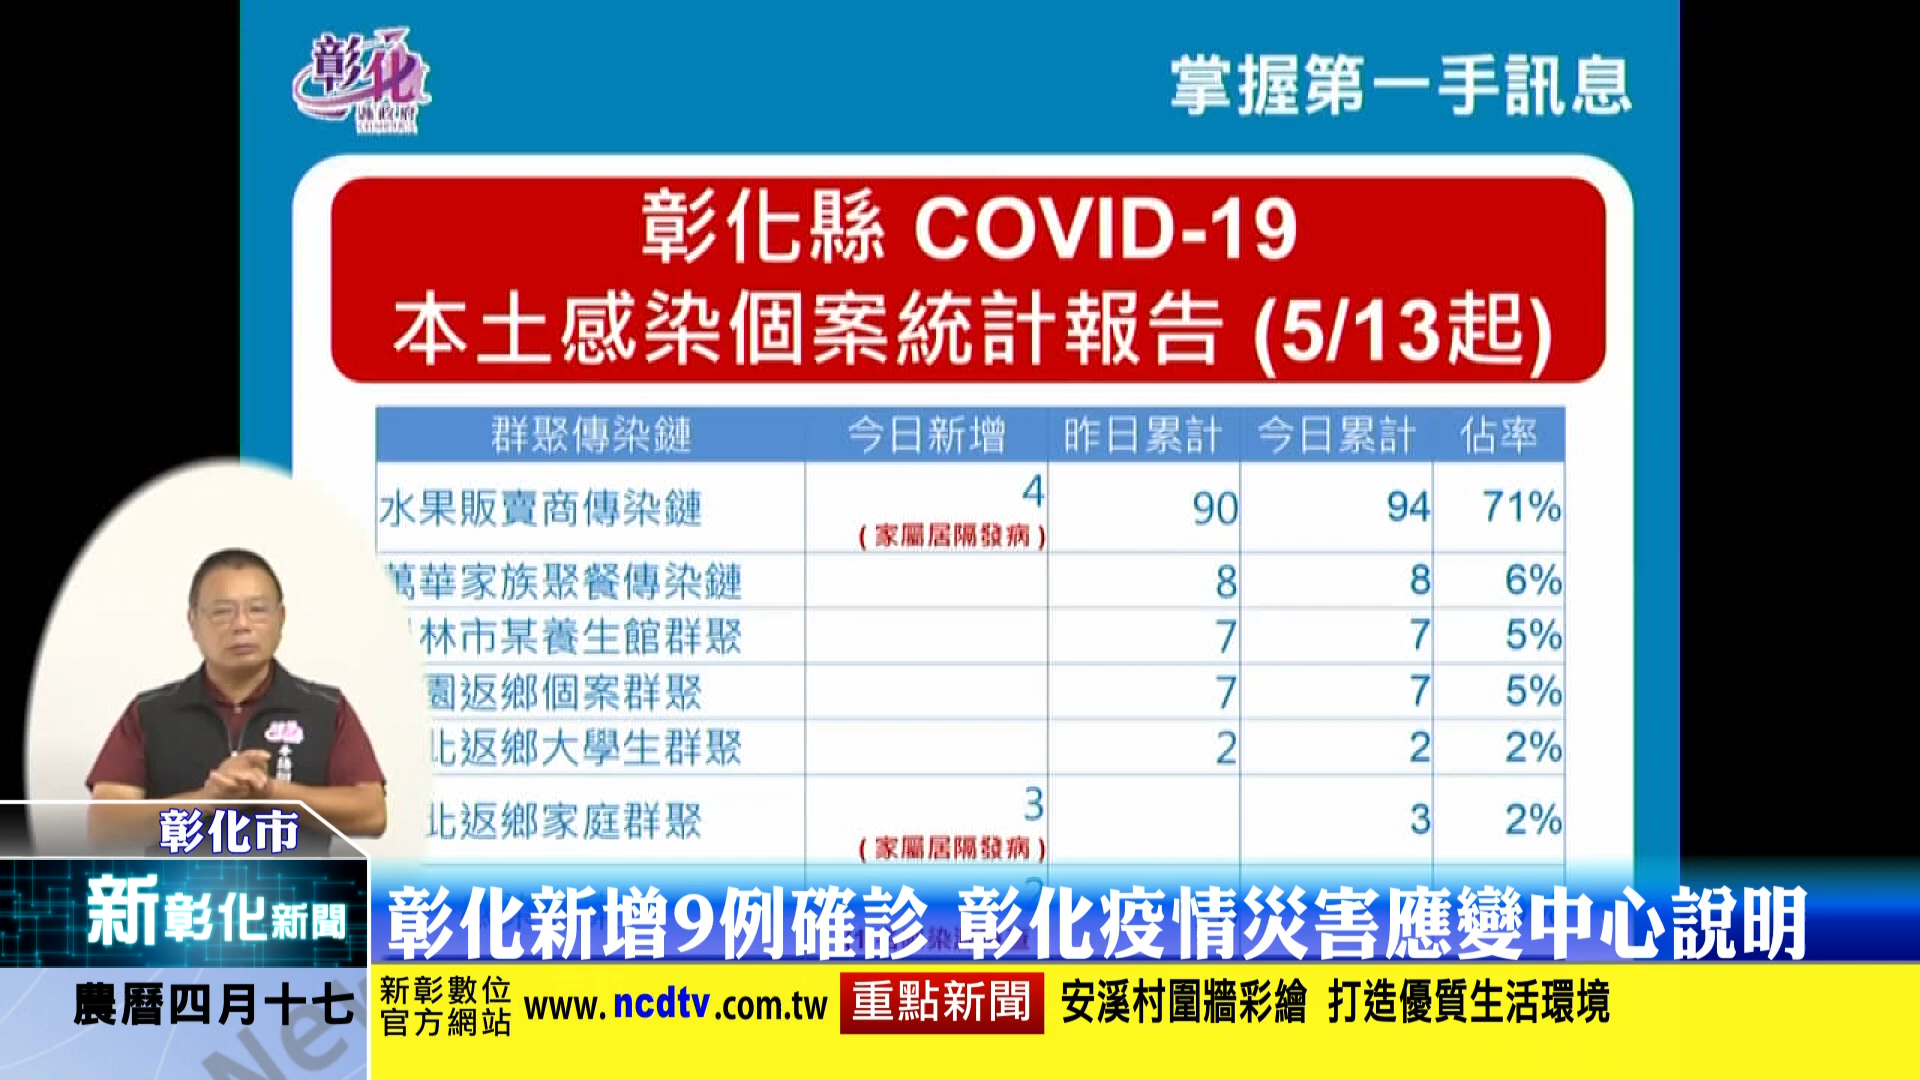 彰化
縣政府
掌握第一手訊息
彰化縣 COVID-19
本土感染個案統計報告 (5/13起)
群聚傳染鏈 今日新增 昨日累計 今日累計 佔率
水果販賣商傳染鏈 4 90 94 71%
(家屬居隔發病)
萬華家族聚餐傳染鏈 8 8 6%
林市某養生館群聚 7 7 5%
園返鄉個案群聚 7 7 5%
北返鄉大學生群聚 2 2 2%
北返鄉家庭群聚 3 3 2%
(家屬居隔發病)
2
彰化市
新彰化新聞
彰化新增9例確診 彰化疫情災害應變中心說明
農曆四月十七
新彰數位
官方網站
www.ncdtv.com.tw
重點新聞
安溪村圍牆彩繪 打造優質生活環境